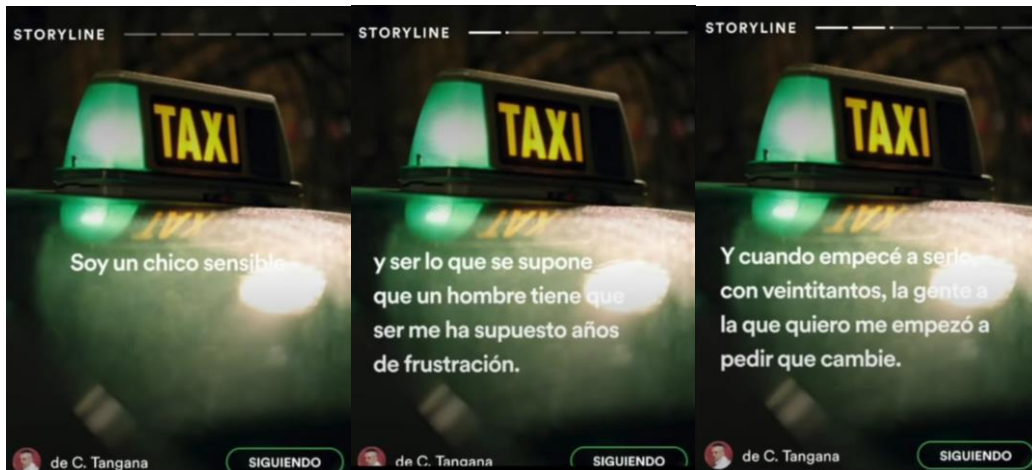 STORYLINE
TAXI
Soy un chico sensible
de C. Tangana
SIGUIENDO
STORYLINE
TAXI
y ser lo que se supone
que un hombre tiene que
ser me ha supuesto años
de frustración.
de C. Tangana
SIGUIENDO
STORYLINE
TAXI
Y cuando empecé a serlo,
con veintitantos, la gente a
la que quiero me empezó a
pedir que cambie.
de C. Tangana
SIGUIENDO